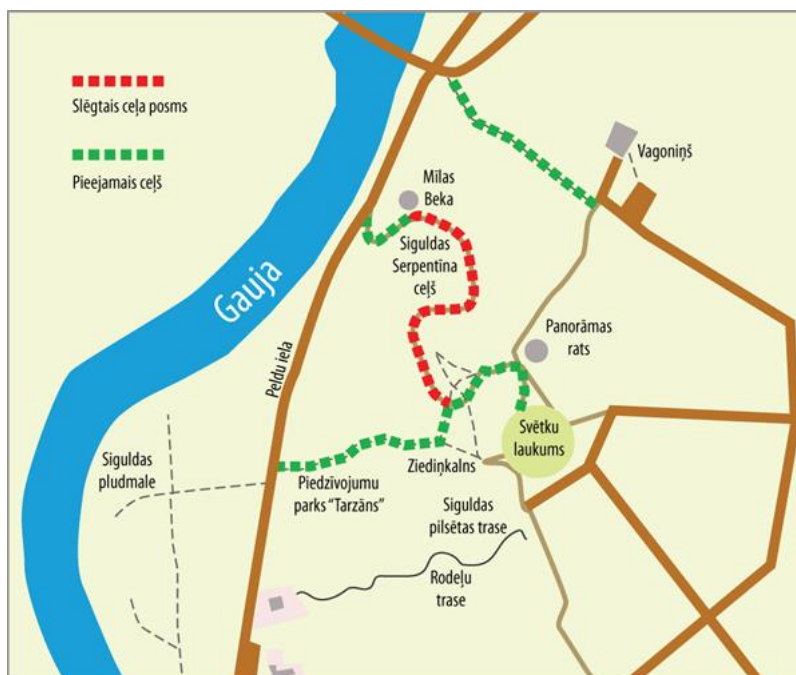 Slēgtais ceļa posms
Pieejamais ceļš
Vagoniņš
Mīlas
Beka
Siguldas
Serpentīna
ceļš
Gauja
Panorāmas
rats
Peldu iela
Svētku
laukums
Siguldas
pludmale
Ziediņkalns
Piedzīvojumu
parks “Tarzāns”
Siguldas
pilsētas trase
Rodeļu
trase